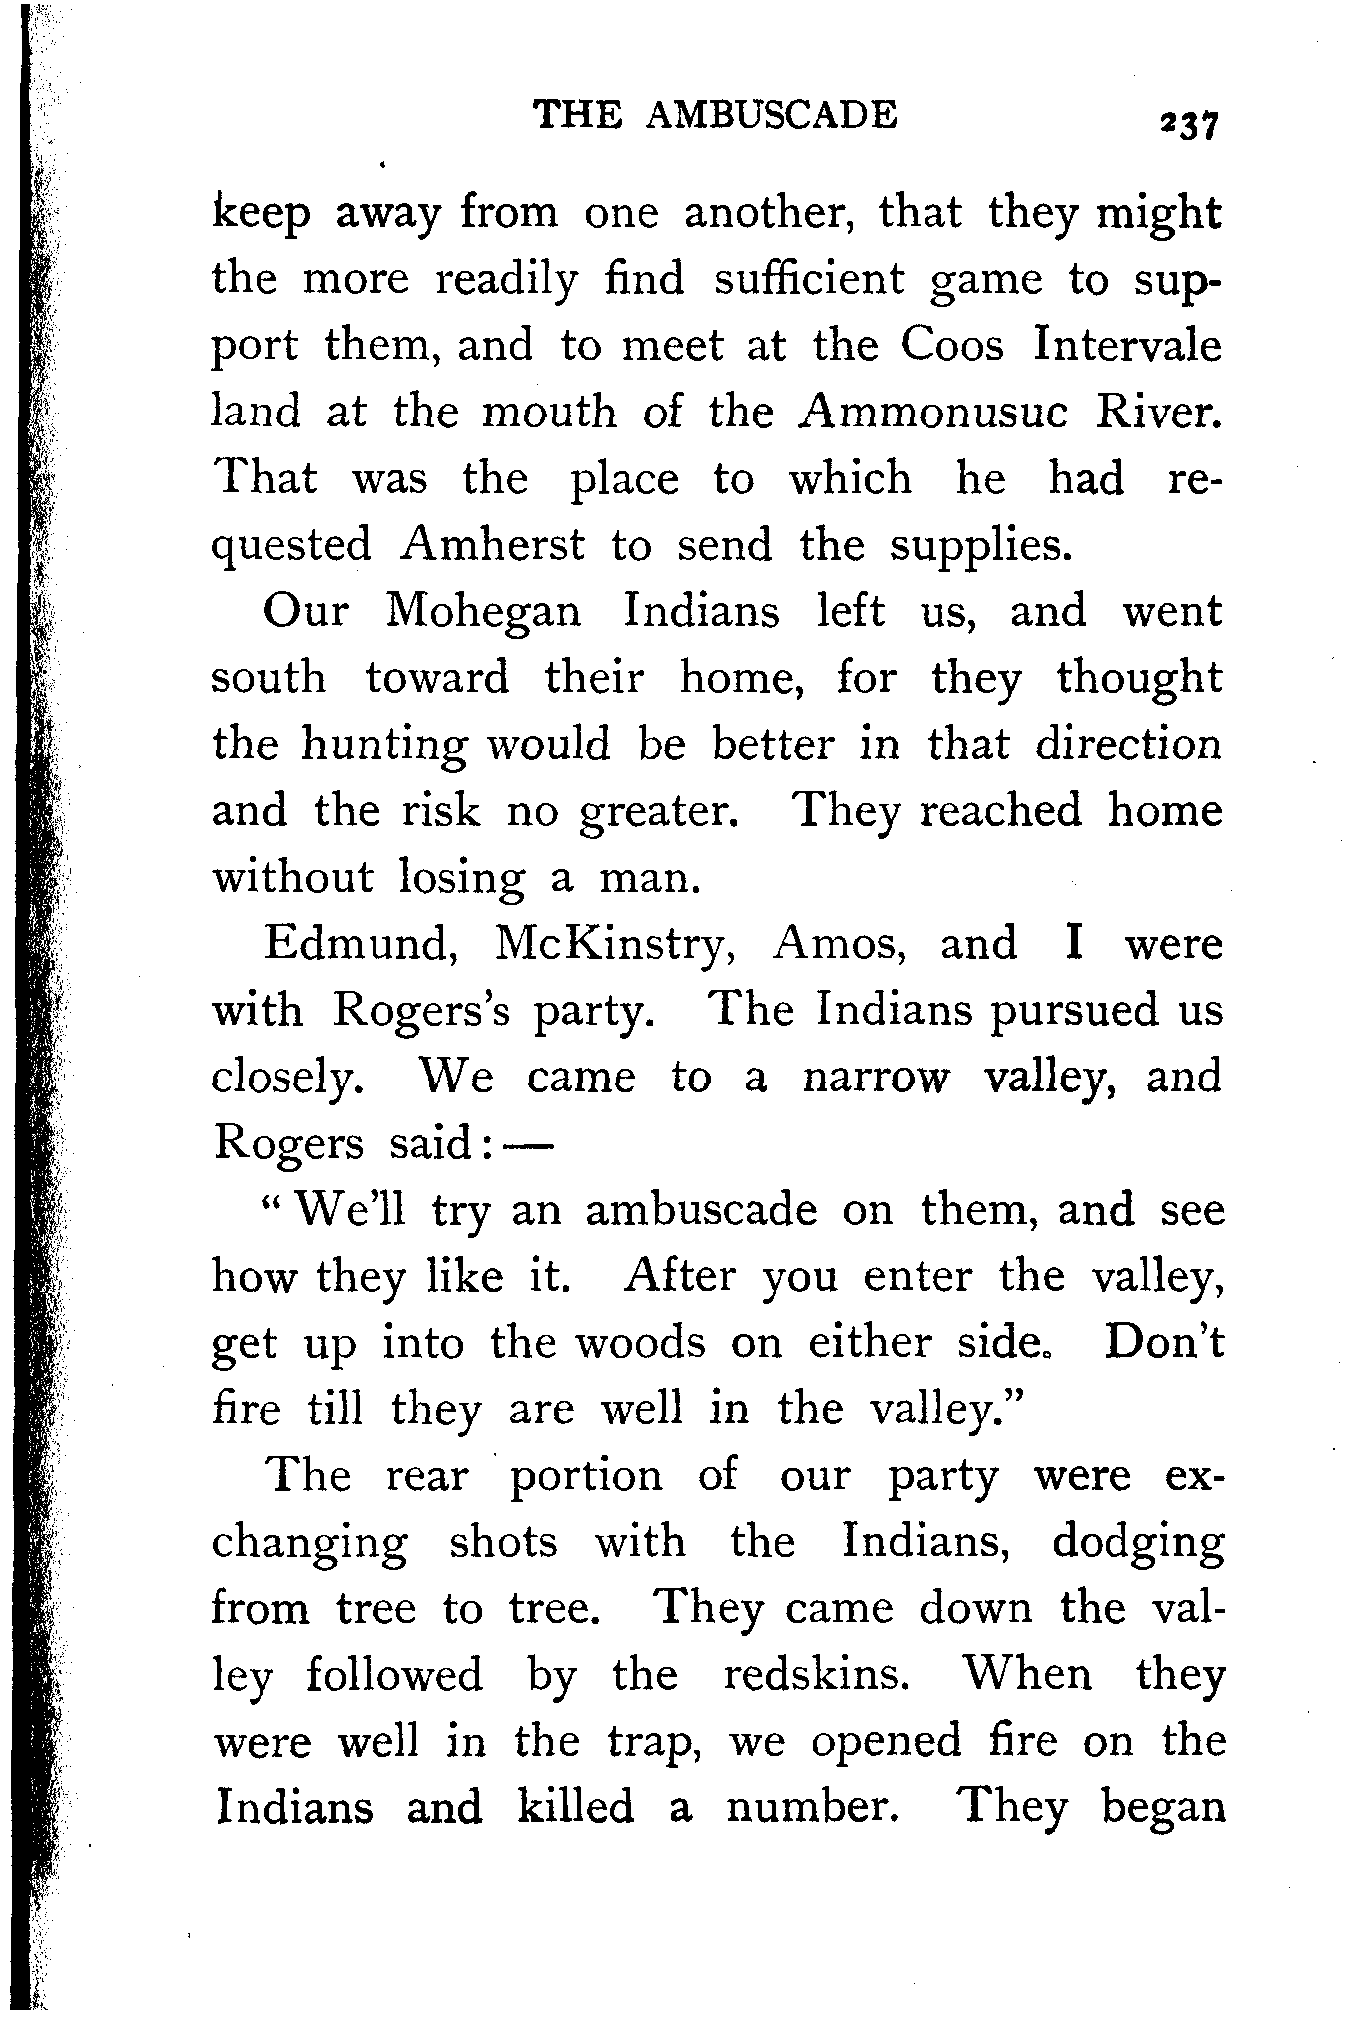 THE AMBUSCADE 237
keep away from one another, that they might
the more readily find sufficient game to sup-
port them, and to meet at the Coos Intervale
land at the mouth of the Ammonusuc River.
That was the place to which he had re-
quested Amherst to send the supplies.
Our Mohegan Indians left us, and went
south toward their home, for they thought
the hunting would be better in that direction
and the risk no greater. They reached home
without losing a man.
Edmund, McKinstry, Amos, and I were
with Rogers's party. The Indians pursued us
closely. We came to a narrow valley, and
Rogers said: —
" We'll try an ambuscade on them, and see
how they like it. After you enter the valley,
get up into the woods on either side. Don't
fire till they are well in the valley."
The rear portion of our party were ex-
changing shots with the Indians, dodging
from tree to tree. They came down the val-
ley followed by the redskins. When they
were well in the trap, we opened fire on the
Indians and killed a number. They began